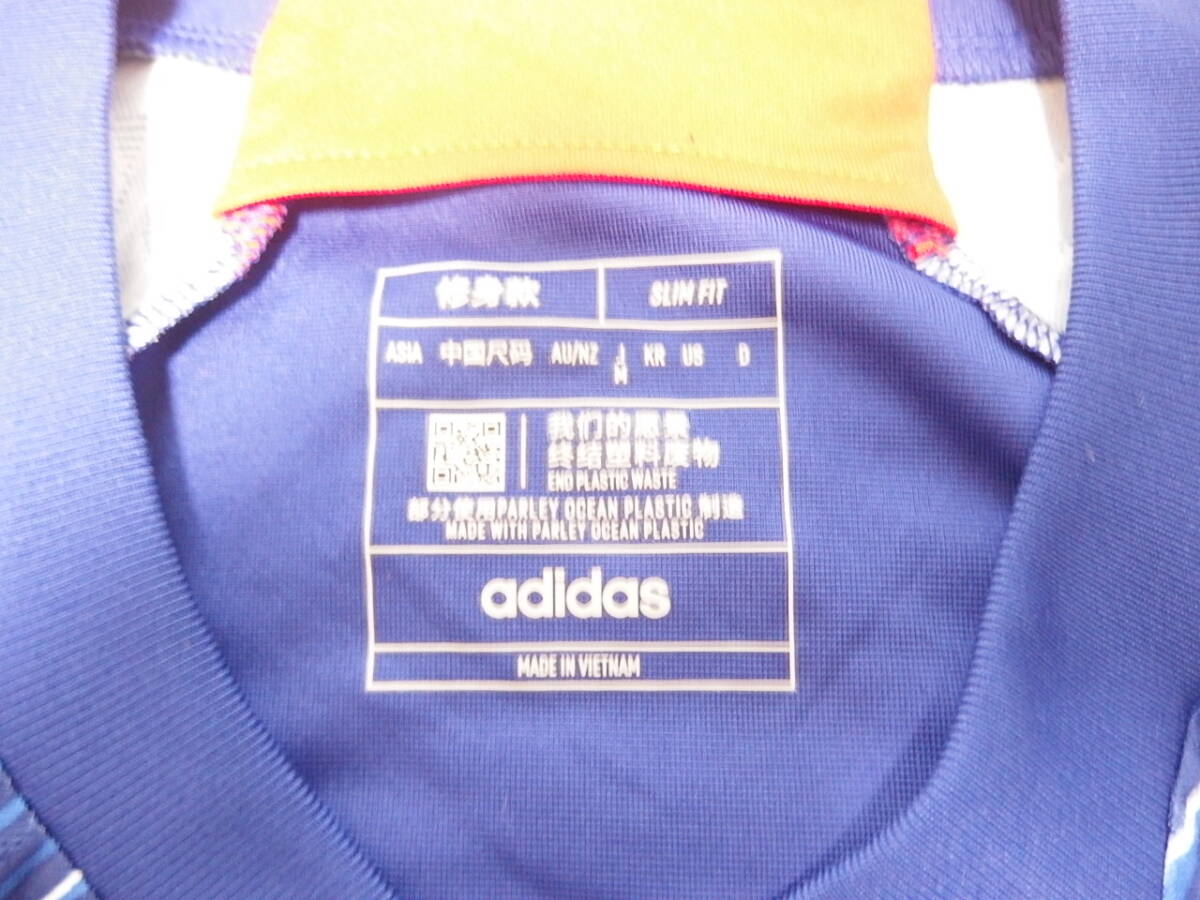 修身款 SLIM FIT
ASIA 中国尺码 AU/NZ J KR US D
M
我们的愿景
终结塑料废物
END PLASTIC WASTE
部分使用PARLEY OCEAN PLASTIC 制造
MADE WITH PARLEY OCEAN PLASTIC
adidas
MADE IN VIETNAM